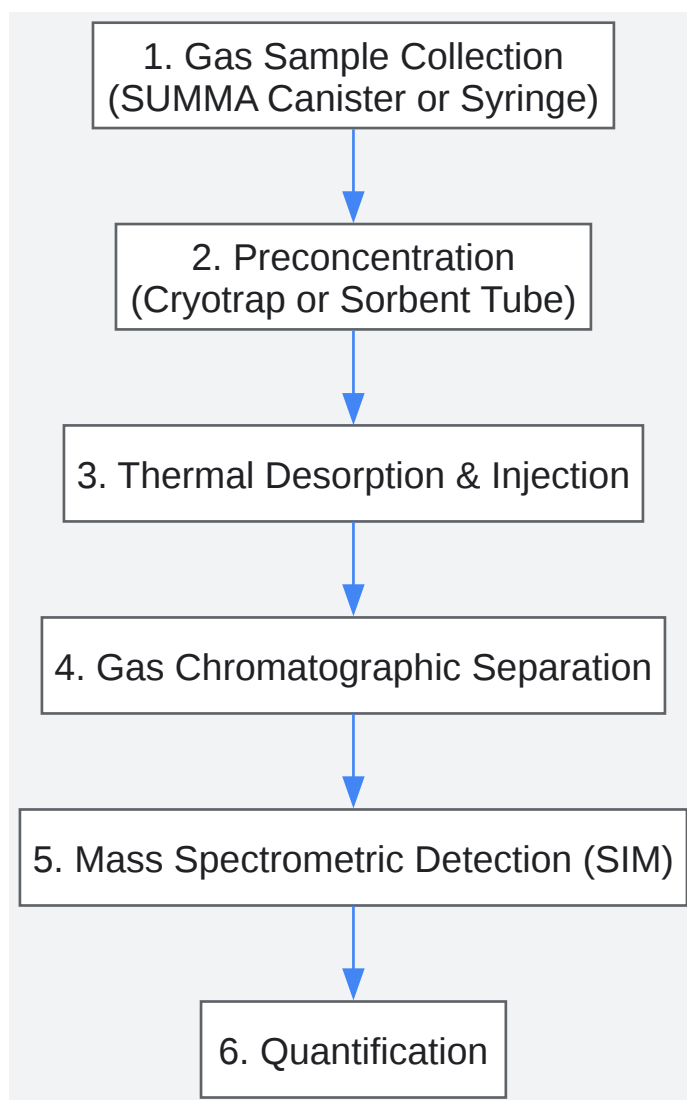 1. Gas Sample Collection
(SUMMA Canister or Syringe)
2. Preconcentration
(Cryotrap or Sorbent Tube)
3. Thermal Desorption & Injection
4. Gas Chromatographic Separation
5. Mass Spectrometric Detection (SIM)
6. Quantification